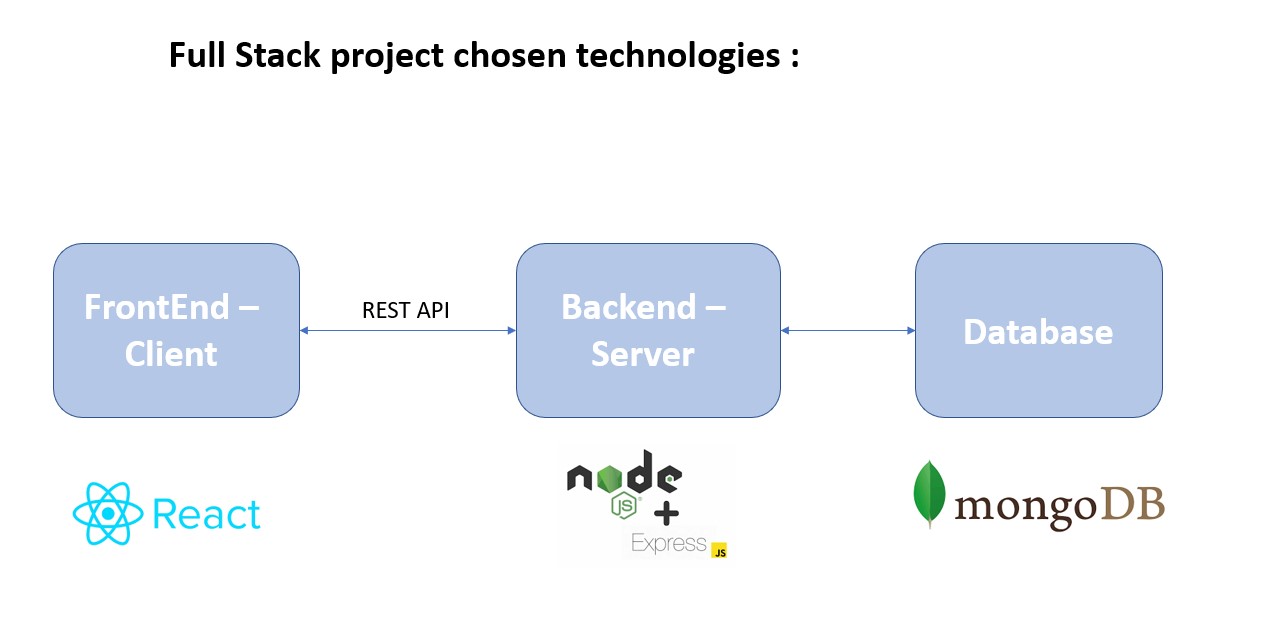 Full Stack project chosen technologies :
FrontEnd –
Client
REST API
Backend –
Server
Database
React
node
JS
+
Express
JS
mongoDB